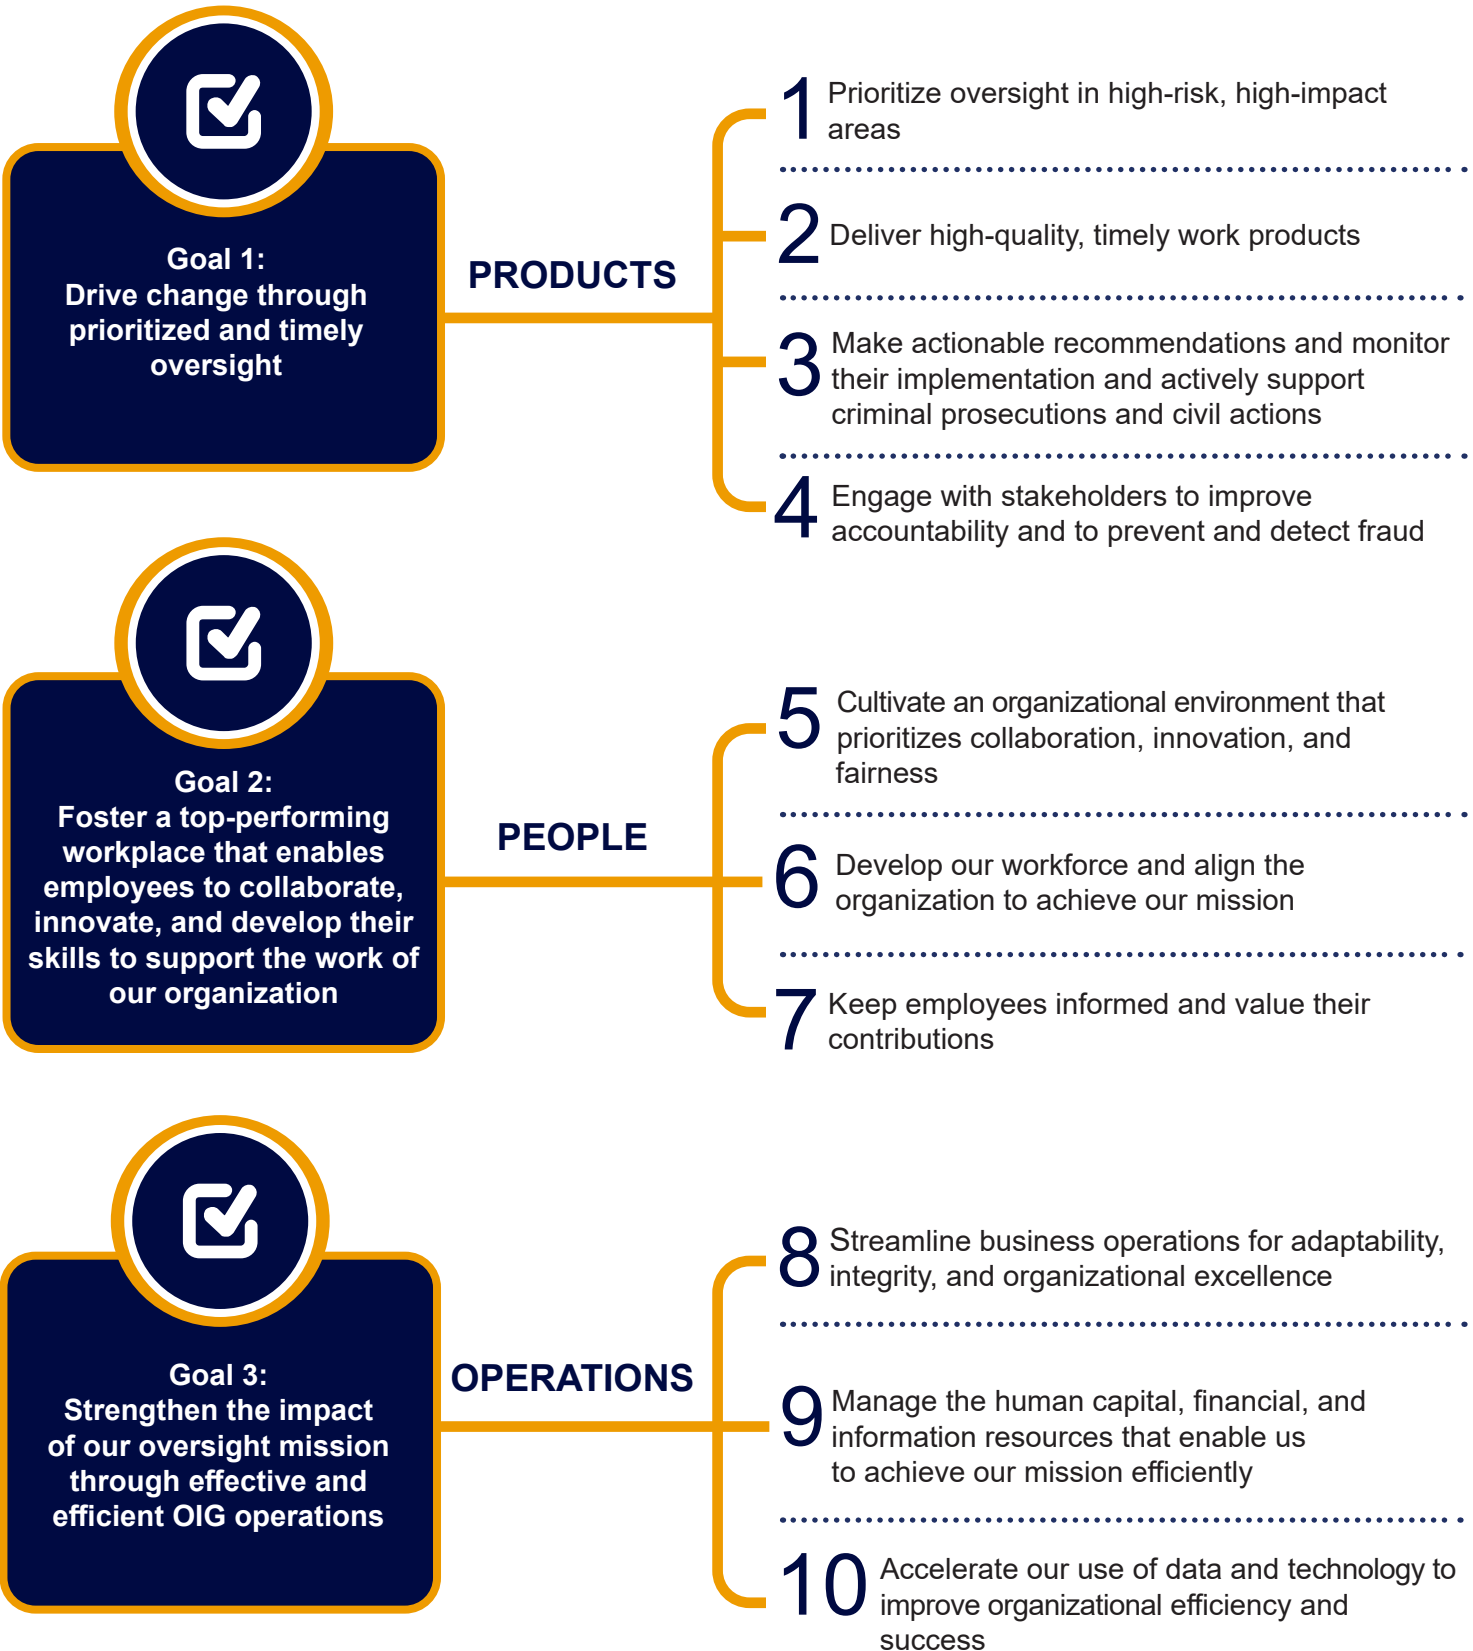 Goal 1:
Drive change through
prioritized and timely
oversight
PRODUCTS
1
Prioritize oversight in high-risk, high-impact
areas
2
Deliver high-quality, timely work products
3
Make actionable recommendations and monitor
their implementation and actively support
criminal prosecutions and civil actions
4
Engage with stakeholders to improve
accountability and to prevent and detect fraud
Goal 2:
Foster a top-performing
workplace that enables
employees to collaborate,
innovate, and develop their
skills to support the work of
our organization
PEOPLE
5
Cultivate an organizational environment that
prioritizes collaboration, innovation, and
fairness
6
Develop our workforce and align the
organization to achieve our mission
7
Keep employees informed and value their
contributions
Goal 3:
Strengthen the impact
of our oversight mission
through effective and
efficient OIG operations
OPERATIONS
8
Streamline business operations for adaptability,
integrity, and organizational excellence
9
Manage the human capital, financial, and
information resources that enable us
to achieve our mission efficiently
10
Accelerate our use of data and technology to
improve organizational efficiency and
success